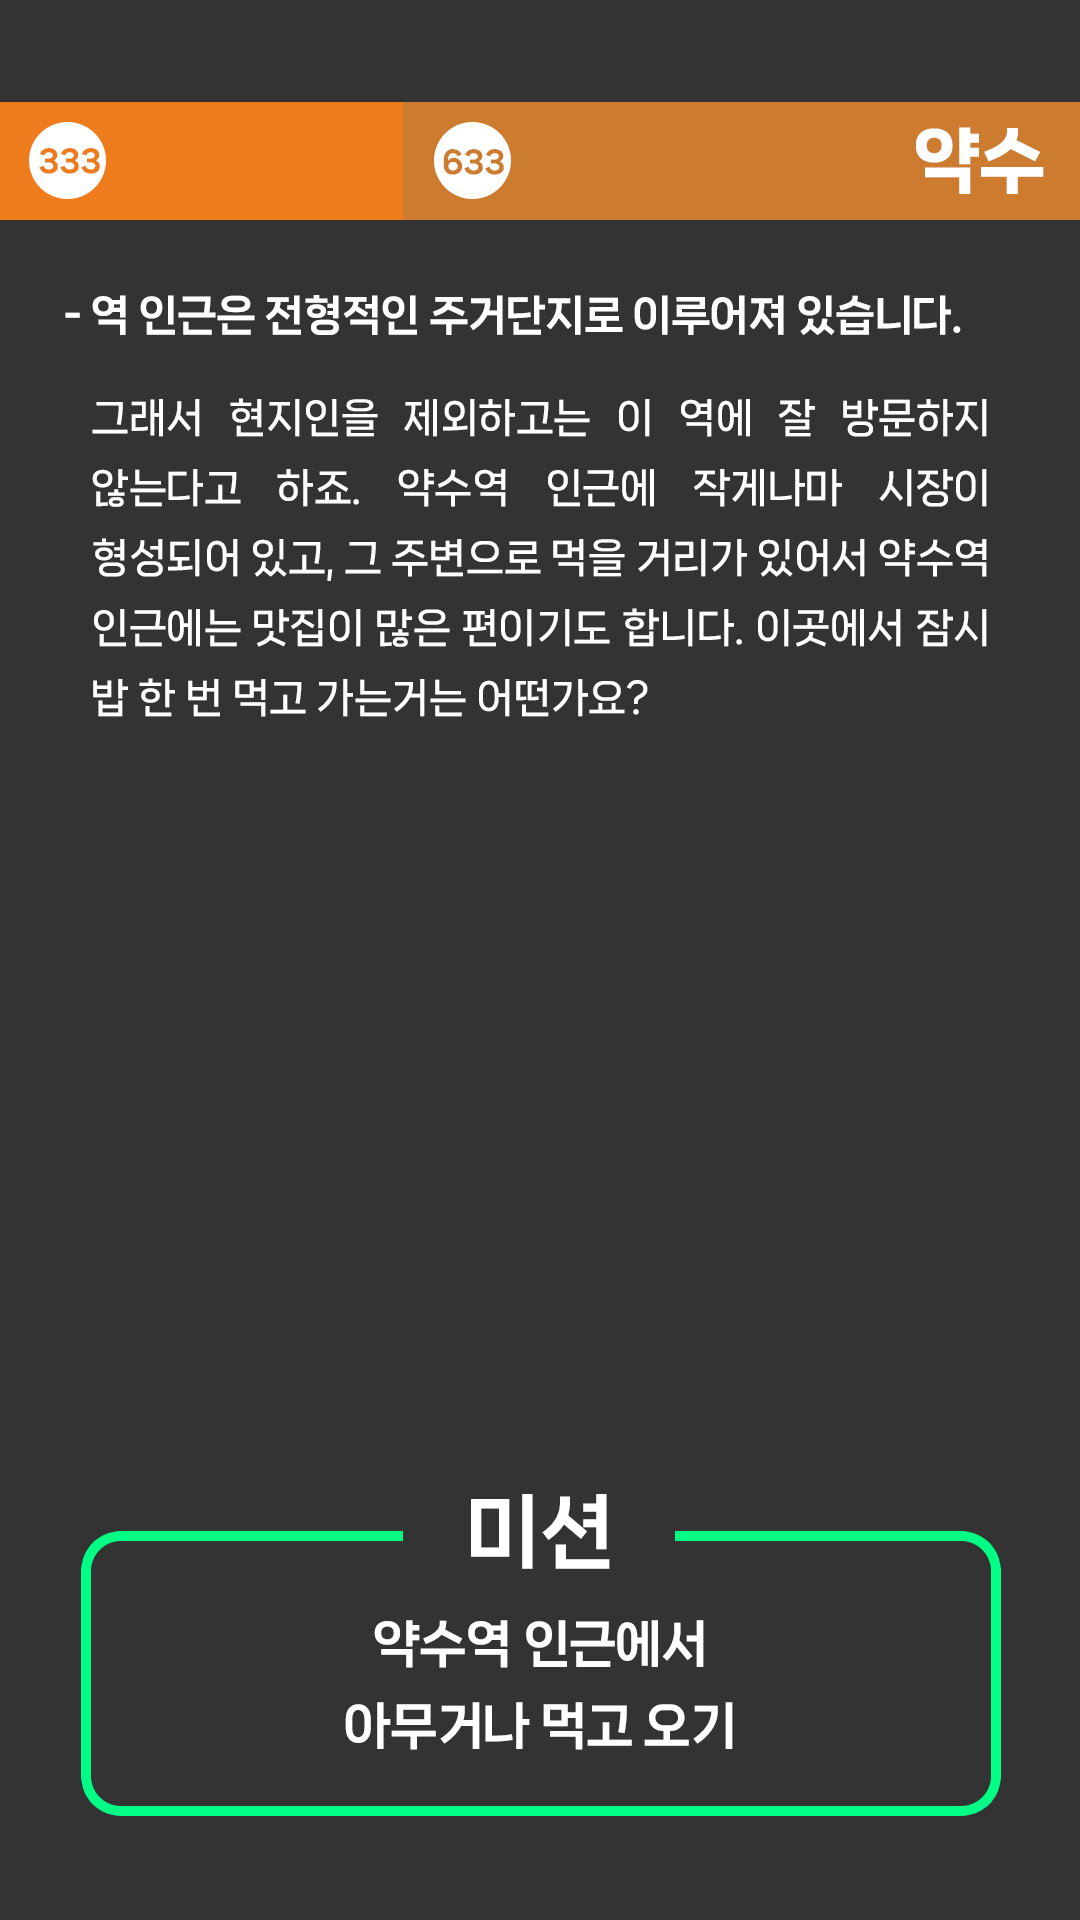 333
633
약수
- 역 인근은 전형적인 주거단지로 이루어져 있습니다.
그래서 현지인을 제외하고는 이 역에 잘 방문하지
않는다고 하죠. 약수역 인근에 작게나마 시장이
형성되어 있고, 그 주변으로 먹을 거리가 있어서 약수역
인근에는 맛집이 많은 편이기도 합니다. 이곳에서 잠시
밥 한 번 먹고 가는거는 어떤가요?
미션
약수역 인근에서
아무거나 먹고 오기